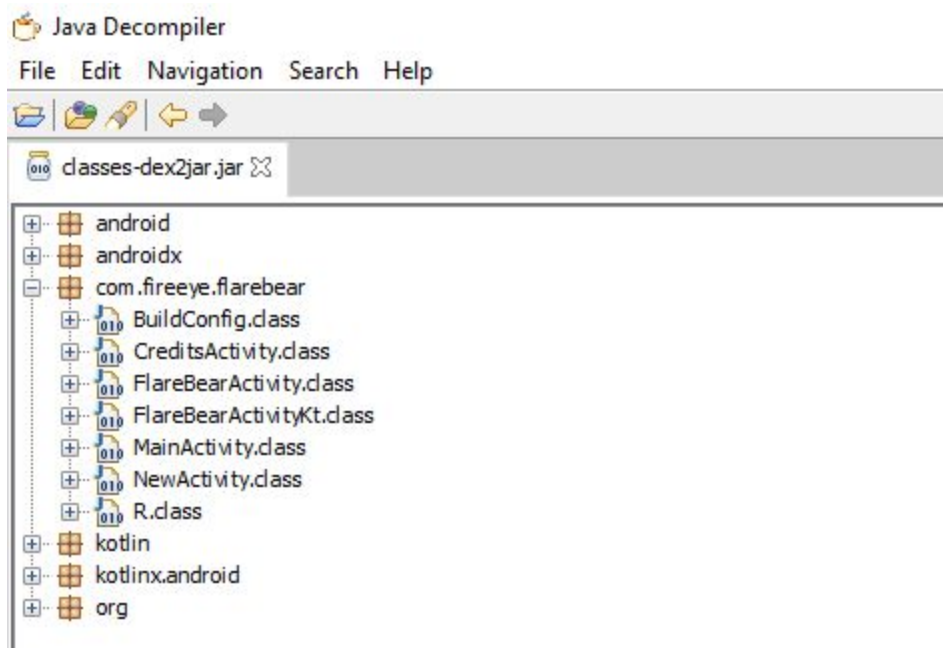 Java Decompiler
File Edit Navigation Search Help
classes-dex2jar.jar
android
androidx
com.fireeye.flarebear
BuildConfig.class
CreditsActivity.class
FlareBearActivity.class
FlareBearActivityKt.class
MainActivity.class
NewActivity.class
R.class
kotlin
kotlinx.android
org